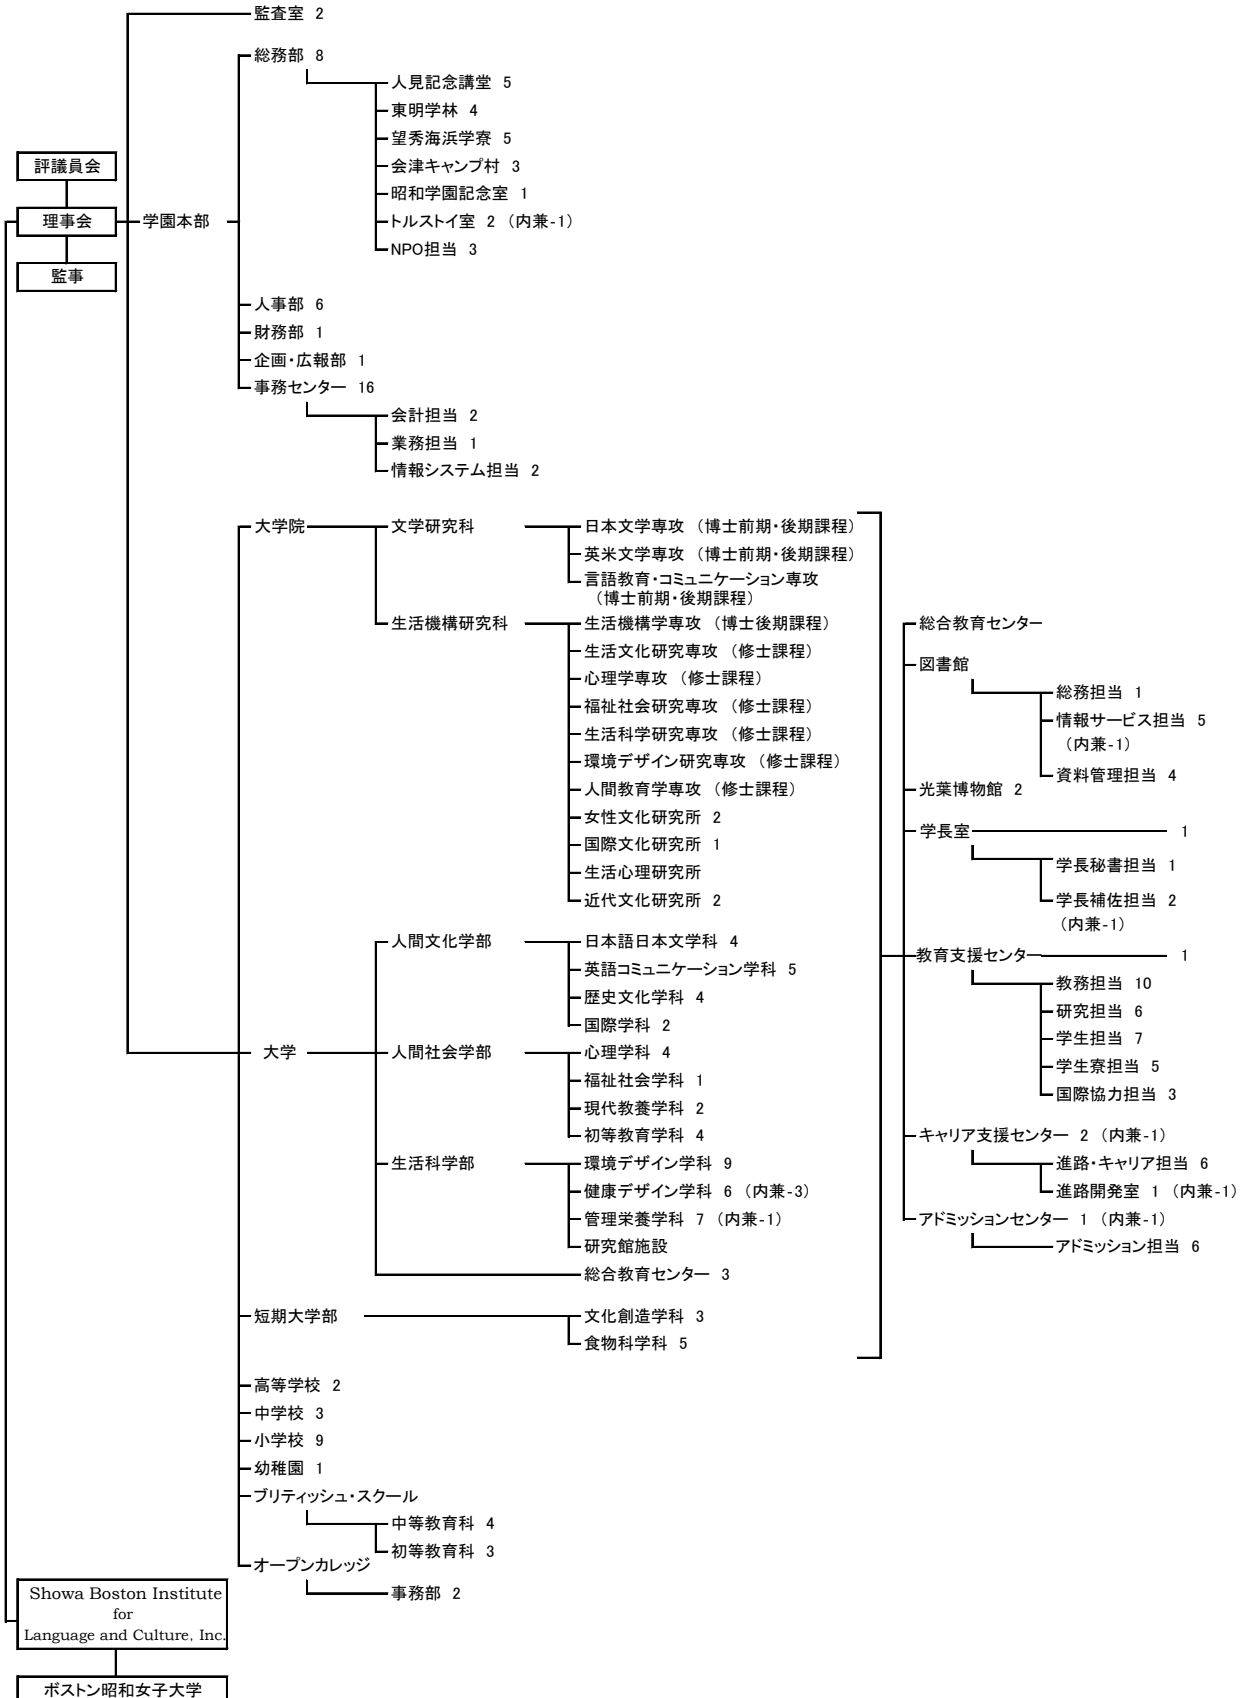 監査室 2
総務部 8
人見記念講堂 5
東明学林 4
望秀海浜学寮 5
会津キャンプ村 3
昭和学園記念室 1
トルストイ室 2 (内兼-1)
NPO担当 3
評議員会
理事会
学園本部
監事
人事部 6
財務部 1
企画・広報部 1
事務センター 16
会計担当 2
業務担当 1
情報システム担当 2
大学院
文学研究科
日本文学専攻 (博士前期・後期課程)
英米文学専攻 (博士前期・後期課程)
言語教育・コミュニケーション専攻
(博士前期・後期課程)
生活機構研究科
生活機構学専攻 (博士後期課程)
生活文化研究専攻 (修士課程)
心理学専攻 (修士課程)
福祉社会研究専攻 (修士課程)
生活科学研究専攻 (修士課程)
環境デザイン研究専攻 (修士課程)
人間教育学専攻 (修士課程)
女性文化研究所 2
国際文化研究所 1
生活心理研究所
近代文化研究所 2
大学
人間文化学部
日本語日本文学科 4
英語コミュニケーション学科 5
歴史文化学科 4
国際学科 2
人間社会学部
心理学科 4
福祉社会学科 1
現代教養学科 2
初等教育学科 4
生活科学部
環境デザイン学科 9
健康デザイン学科 6 (内兼-3)
管理栄養学科 7 (内兼-1)
研究館施設
総合教育センター 3
短期大学部
文化創造学科 3
食物科学科 5
総合教育センター
図書館
総務担当 1
情報サービス担当 5
(内兼-1)
資料管理担当 4
光葉博物館 2
学長室 1
学長秘書担当 1
学長補佐担当 2
(内兼-1)
教育支援センター 1
教務担当 10
研究担当 6
学生担当 7
学生寮担当 5
国際協力担当 3
キャリア支援センター 2 (内兼-1)
進路・キャリア担当 6
進路開発室 1 (内兼-1)
アドミッションセンター 1 (内兼-1)
アドミッション担当 6
高等学校 2
中学校 3
小学校 9
幼稚園 1
ブリティッシュ・スクール
中等教育科 4
初等教育科 3
オープンカレッジ
事務部 2
Showa Boston Institute
for
Language and Culture, Inc.
ボストン昭和女子大学